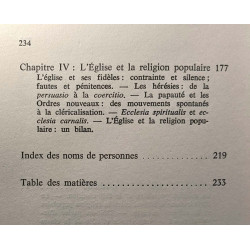 234
Chapitre IV : L'Église et la religion populaire 177
L'église et ses fidèles : contrainte et silence ;
fautes et pénitences. — Les hérésies : de la
persuatio à la coercitio. — La papauté et les
Ordres nouveaux : des mouvements spontanés
à la cléricalisation. — Ecclesia spiritualis et ec-
clesia carnalis. — L'Église et la religion popu-
laire : un bilan.
Index des noms de personnes 219
Table des matières 233